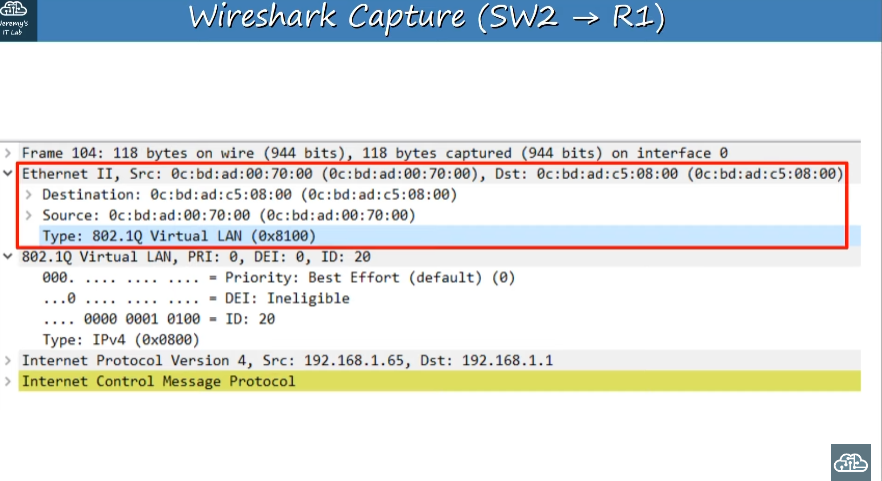 Jeremy's
IT Lab
Wireshark Capture (SW2 → R1)
Frame 104: 118 bytes on wire (944 bits), 118 bytes captured (944 bits) on interface 0
Ethernet II, Src: 0c:bd:ad:00:70:00 (0c:bd:ad:00:70:00), Dst: 0c:bd:ad:c5:08:00 (0c:bd:ad:c5:08:00)
Destination: 0c:bd:ad:c5:08:00 (0c:bd:ad:c5:08:00)
Source: 0c:bd:ad:00:70:00 (0c:bd:ad:00:70:00)
Type: 802.1Q Virtual LAN (0x8100)
802.1Q Virtual LAN, PRI: 0, DEI: 0, ID: 20
000. .... .... .... = Priority: Best Effort (default) (0)
...0 .... .... .... = DEI: Ineligible
.... 0000 0001 0100 = ID: 20
Type: IPv4 (0x0800)
Internet Protocol Version 4, Src: 192.168.1.65, Dst: 192.168.1.1
Internet Control Message Protocol